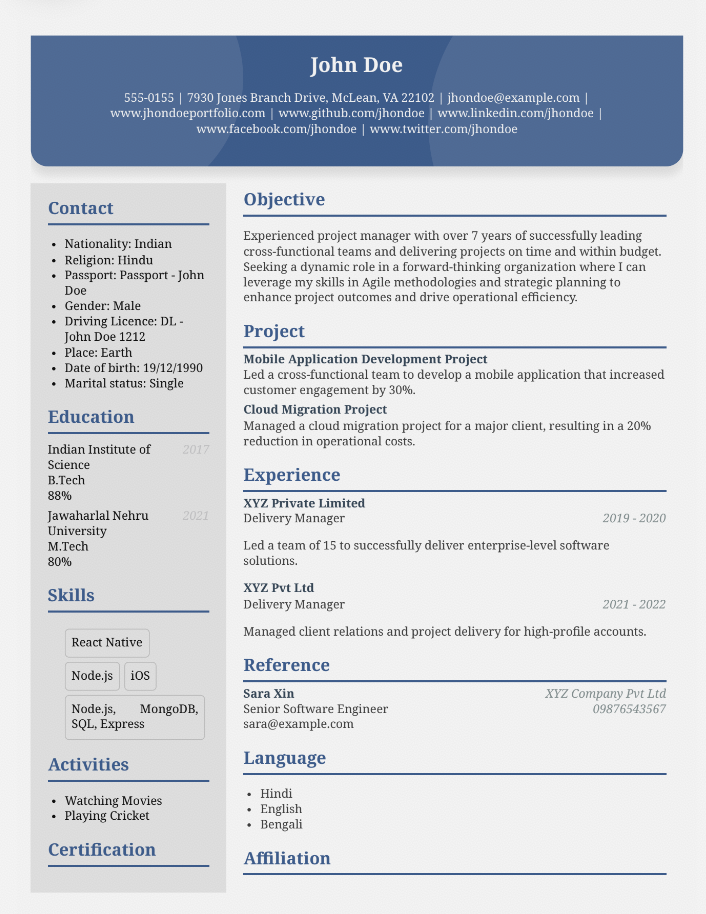 John Doe
555-0155 | 7930 Jones Branch Drive, McLean, VA 22102 | jhondoe@example.com |
www.jhondoeportfolio.com | www.github.com/jhondoe | www.linkedin.com/jhondoe |
www.facebook.com/jhondoe | www.twitter.com/jhondoe
Contact
• Nationality: Indian
• Religion: Hindu
• Passport: Passport - John
Doe
• Gender: Male
• Driving Licence: DL -
John Doe 1212
• Place: Earth
• Date of birth: 19/12/1990
• Marital status: Single
Education
Indian Institute of 2017
Science
B.Tech
88%
Jawaharlal Nehru 2021
University
M.Tech
80%
Skills
React Native
Node.js iOS
Node.js, MongoDB,
SQL, Express
Activities
• Watching Movies
• Playing Cricket
Certification
Objective
Experienced project manager with over 7 years of successfully leading
cross-functional teams and delivering projects on time and within budget.
Seeking a dynamic role in a forward-thinking organization where I can
leverage my skills in Agile methodologies and strategic planning to
enhance project outcomes and drive operational efficiency.
Project
Mobile Application Development Project
Led a cross-functional team to develop a mobile application that increased
customer engagement by 30%.
Cloud Migration Project
Managed a cloud migration project for a major client, resulting in a 20%
reduction in operational costs.
Experience
XYZ Private Limited
Delivery Manager 2019 - 2020
Led a team of 15 to successfully deliver enterprise-level software
solutions.
XYZ Pvt Ltd
Delivery Manager 2021 - 2022
Managed client relations and project delivery for high-profile accounts.
Reference
Sara Xin XYZ Company Pvt Ltd
Senior Software Engineer 09876543567
sara@example.com
Language
• Hindi
• English
• Bengali
Affiliation